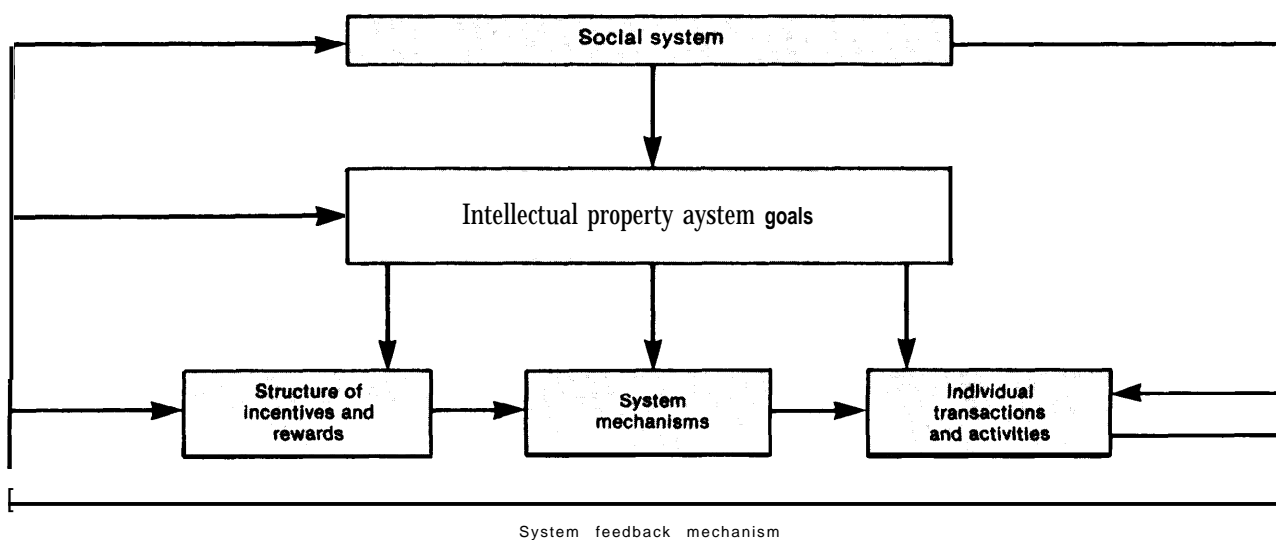 Social system
Intellectual property aystem goals
Structure of
incentives and
rewards
System
mechanisms
Individual
transactions
and activities
System feedback mechanism